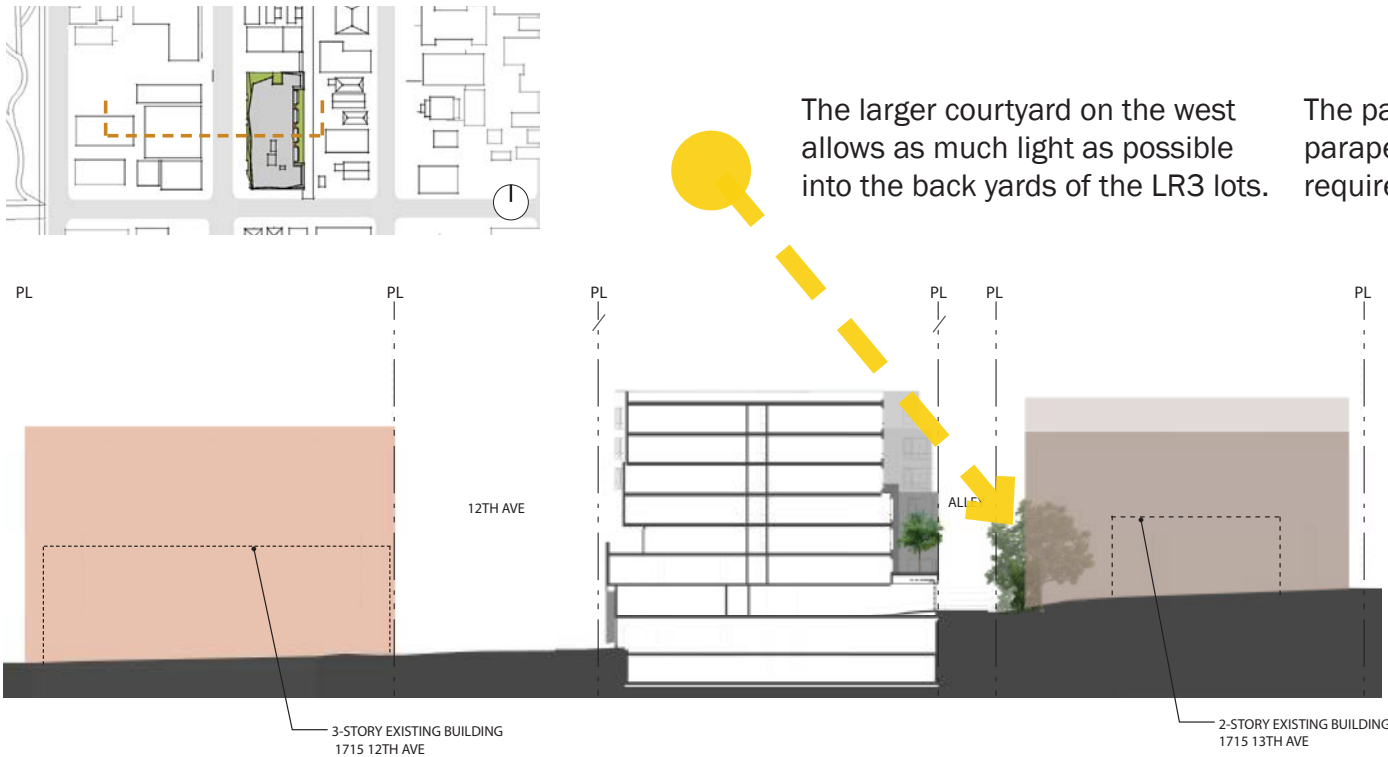 The larger courtyard on the west
allows as much light as possible
into the back yards of the LR3 lots.
The pa
parape
require
PL
PL
PL
PL
PL
PL
12TH AVE
ALLEY
3-STORY EXISTING BUILDING
1715 12TH AVE
2-STORY EXISTING BUILDING
1715 13TH AVE